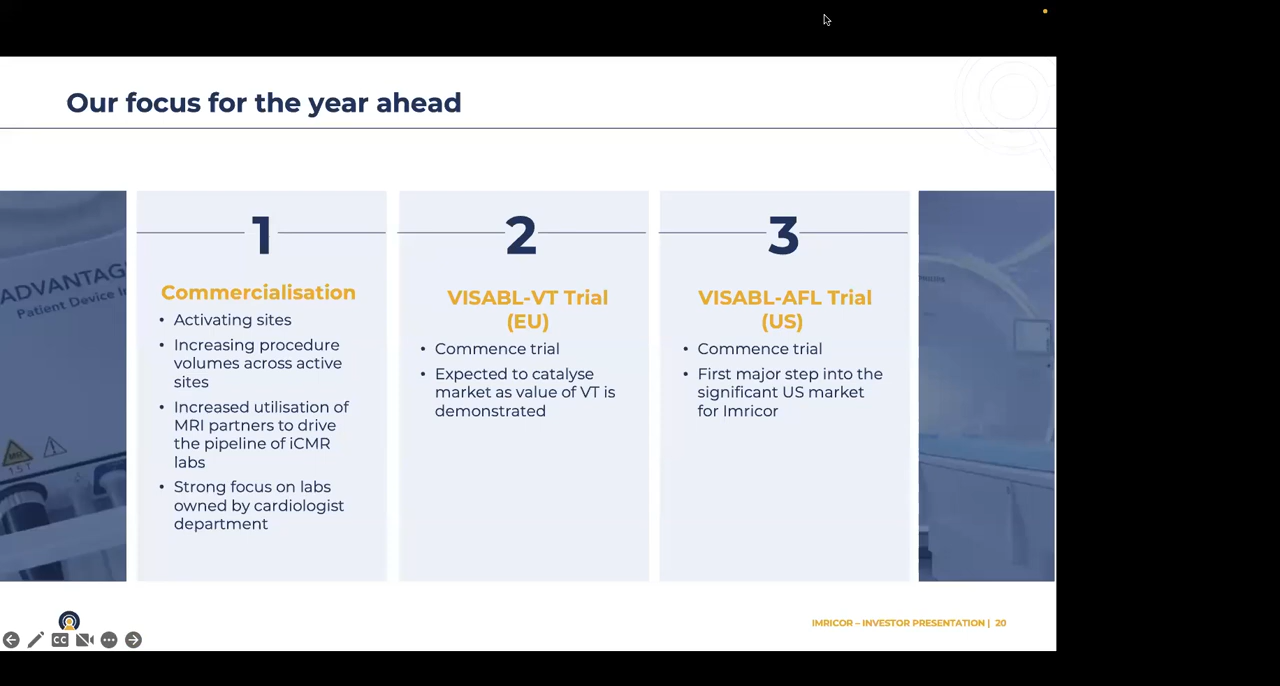 Our focus for the year ahead
ADVANTAG
Patient Device In
1
Commercialisation
• Activating sites
• Increasing procedure
volumes across active
sites
• Increased utilisation of
MRI partners to drive
the pipeline of iCMR
labs
• Strong focus on labs
owned by cardiologist
department
2
VISABL-VT Trial
(EU)
• Commence trial
• Expected to catalyse
market as value of VT is
demonstrated
3
VISABL-AFL Trial
(US)
• Commence trial
• First major step into the
significant US market
for Imricor
1.5 T
CC
IMRICOR – INVESTOR PRESENTATION | 20